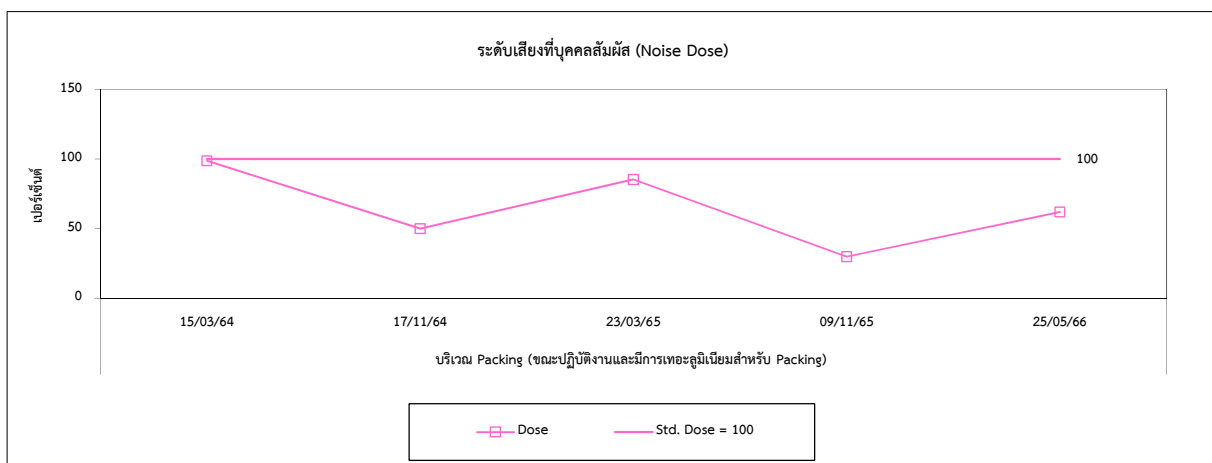 ระดับเสียงที่บุคคลสัมผัส (Noise Dose)
150
100
50
0
เปอร์เซ็นต์
100
15/03/64 17/11/64 23/03/65 09/11/65 25/05/66
บริเวณ Packing (ขณะปฏิบัติงานและมีการเทอะลูมิเนียมสำหรับ Packing)
Dose Std. Dose = 100